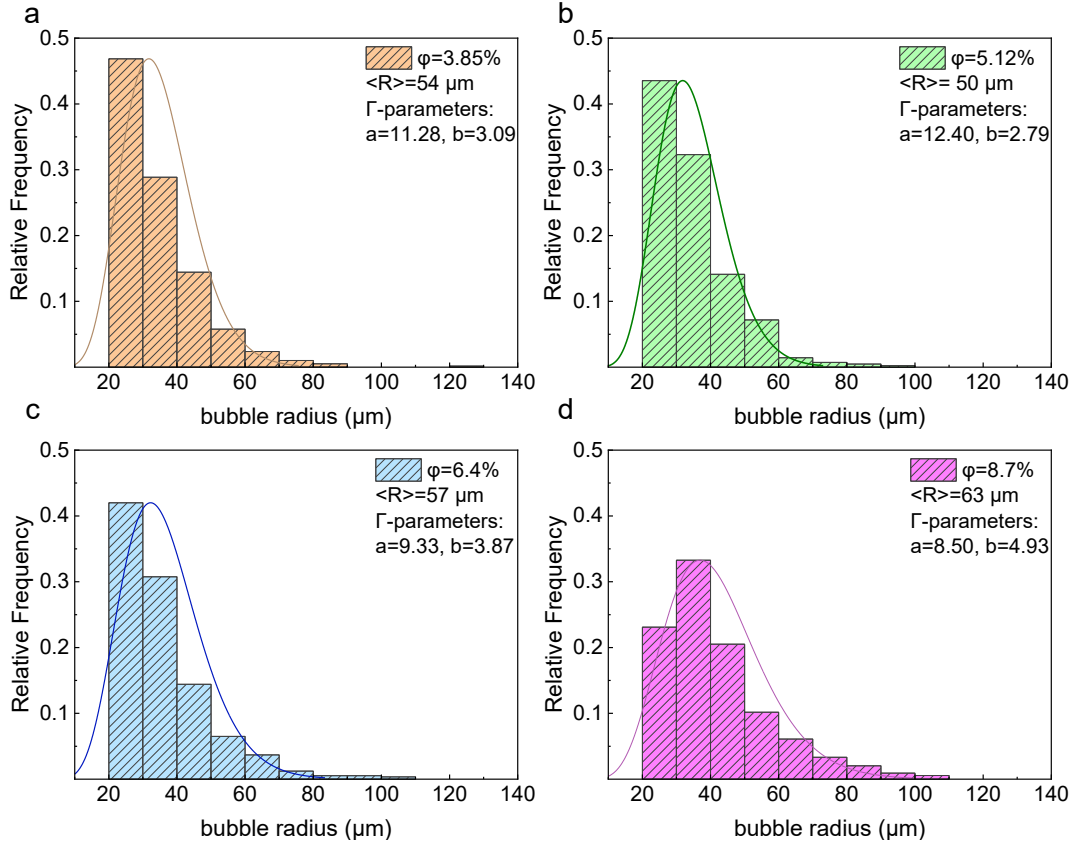 a
0.5
0.4
0.3
0.2
0.1
Relative Frequency
φ=3.85%
<R>=54 µm
Γ-parameters:
a=11.28, b=3.09
20 40 60 80 100 120 140
bubble radius (µm)
b
0.5
0.4
0.3
0.2
0.1
Relative Frequency
φ=5.12%
<R>= 50 µm
Γ-parameters:
a=12.40, b=2.79
20 40 60 80 100 120 140
bubble radius (µm)
c
0.5
0.4
0.3
0.2
0.1
Relative Frequency
φ=6.4%
<R>=57 µm
Γ-parameters:
a=9.33, b=3.87
20 40 60 80 100 120 140
bubble radius (µm)
d
0.5
0.4
0.3
0.2
0.1
Relative Frequency
φ=8.7%
<R>=63 µm
Γ-parameters:
a=8.50, b=4.93
20 40 60 80 100 120 140
bubble radius (µm)